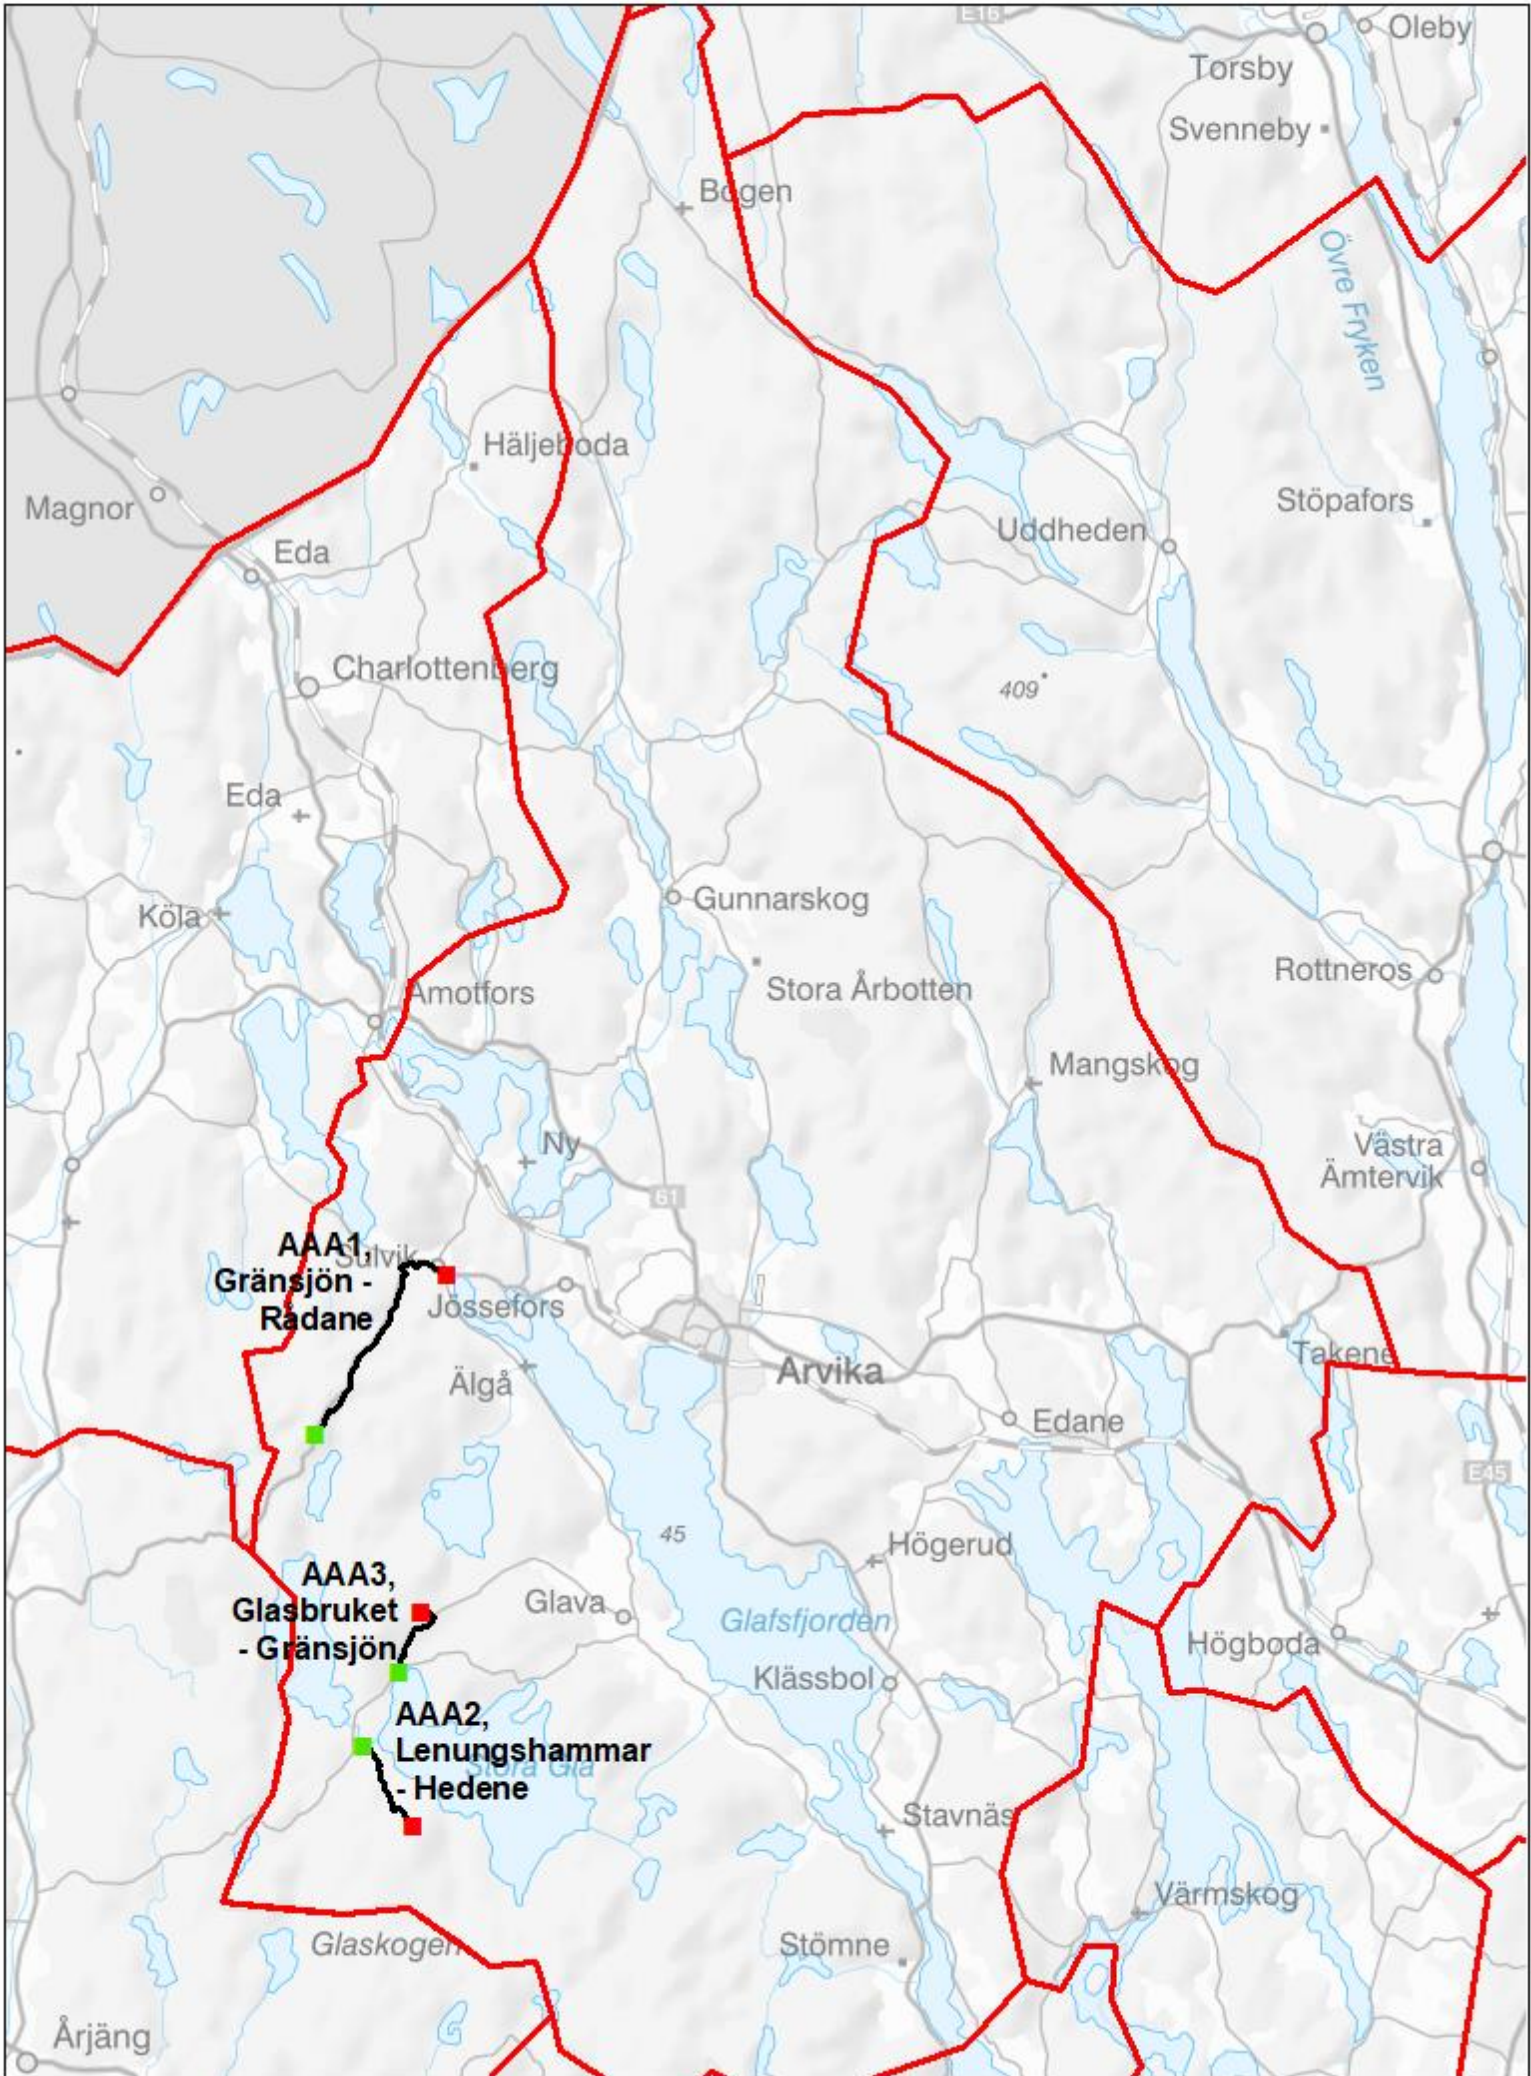 E16
Oleby
Torsby
Svenneby
Bogen
Övre Fryken
Häljeboda
Magnor
Stöpafors
Uddheden
Eda
Charlottenberg
409
Eda
Gunnarskog
Köla
Rottneros
Stora Årbotten
Åmotfors
Mangskog
Ny
Västra
Ämtervik
61
AAA1,
Gränsjön -
Rådane
Sulvik
Jössefors
Takene
Arvika
Älgå
Edane
E45
45
Högerud
AAA3,
Glasbruket
- Gränsjön
Glava
Glafsfjorden
Högboda
Klässbol
AAA2,
Lenungshammar
- Hedene
Stora Gla
Stavnäs
Värmskog
Glaskogen
Stömne
Årjäng